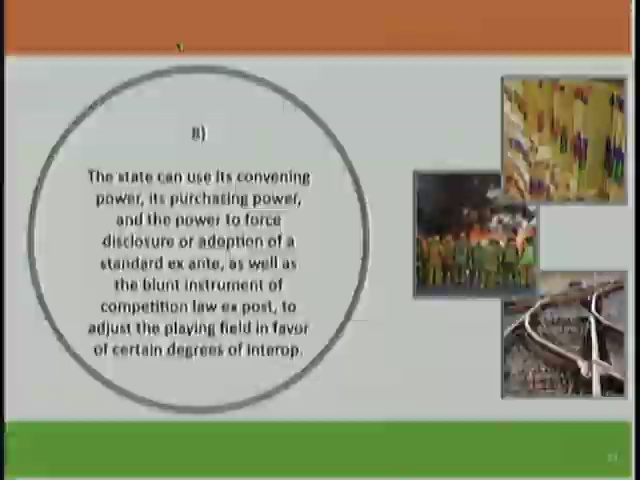 8)
The state can use its convening
power, its purchasing power,
and the power to force
disclosure or adoption of a
standard ex ante, as well as
the blunt instrument of
competition law ex post, to
adjust the playing field in favor
of certain degrees of interop.